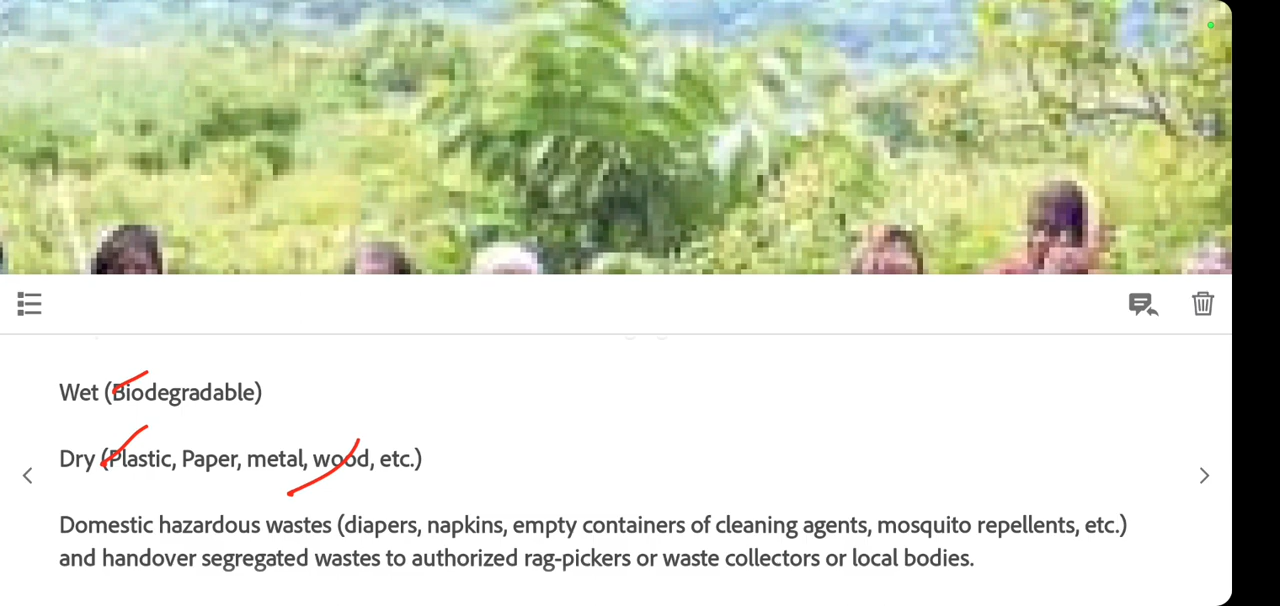 Wet (Biodegradable)
Dry (Plastic, Paper, metal, wood, etc.)
Domestic hazardous wastes (diapers, napkins, empty containers of cleaning agents, mosquito repellents, etc.)
and handover segregated wastes to authorized rag-pickers or waste collectors or local bodies.